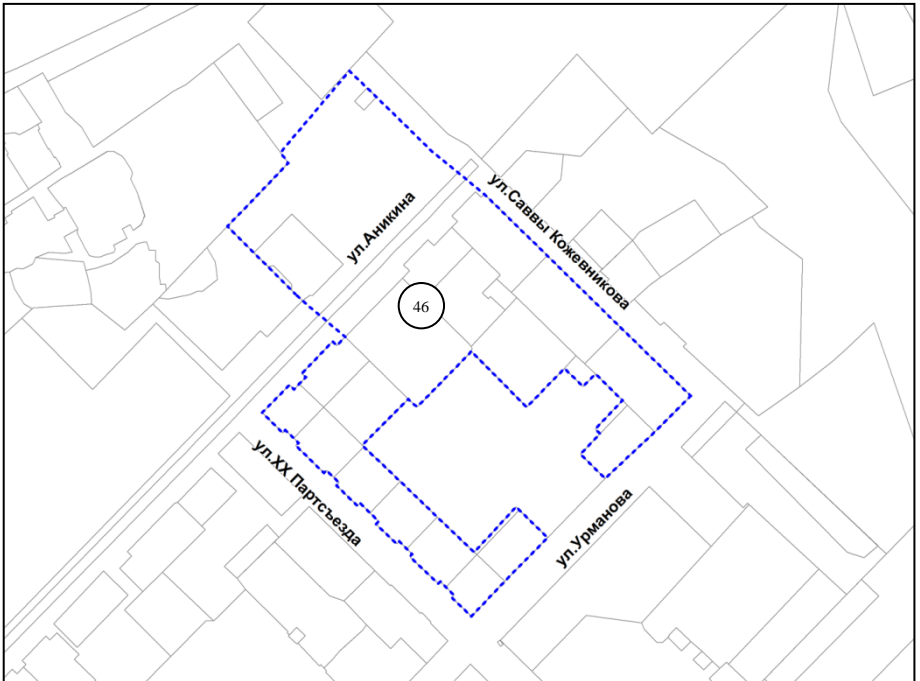 ул.Саввы Кожевникова
ул.Аникина
46
ул.XX Партсъезда
ул.Урманова